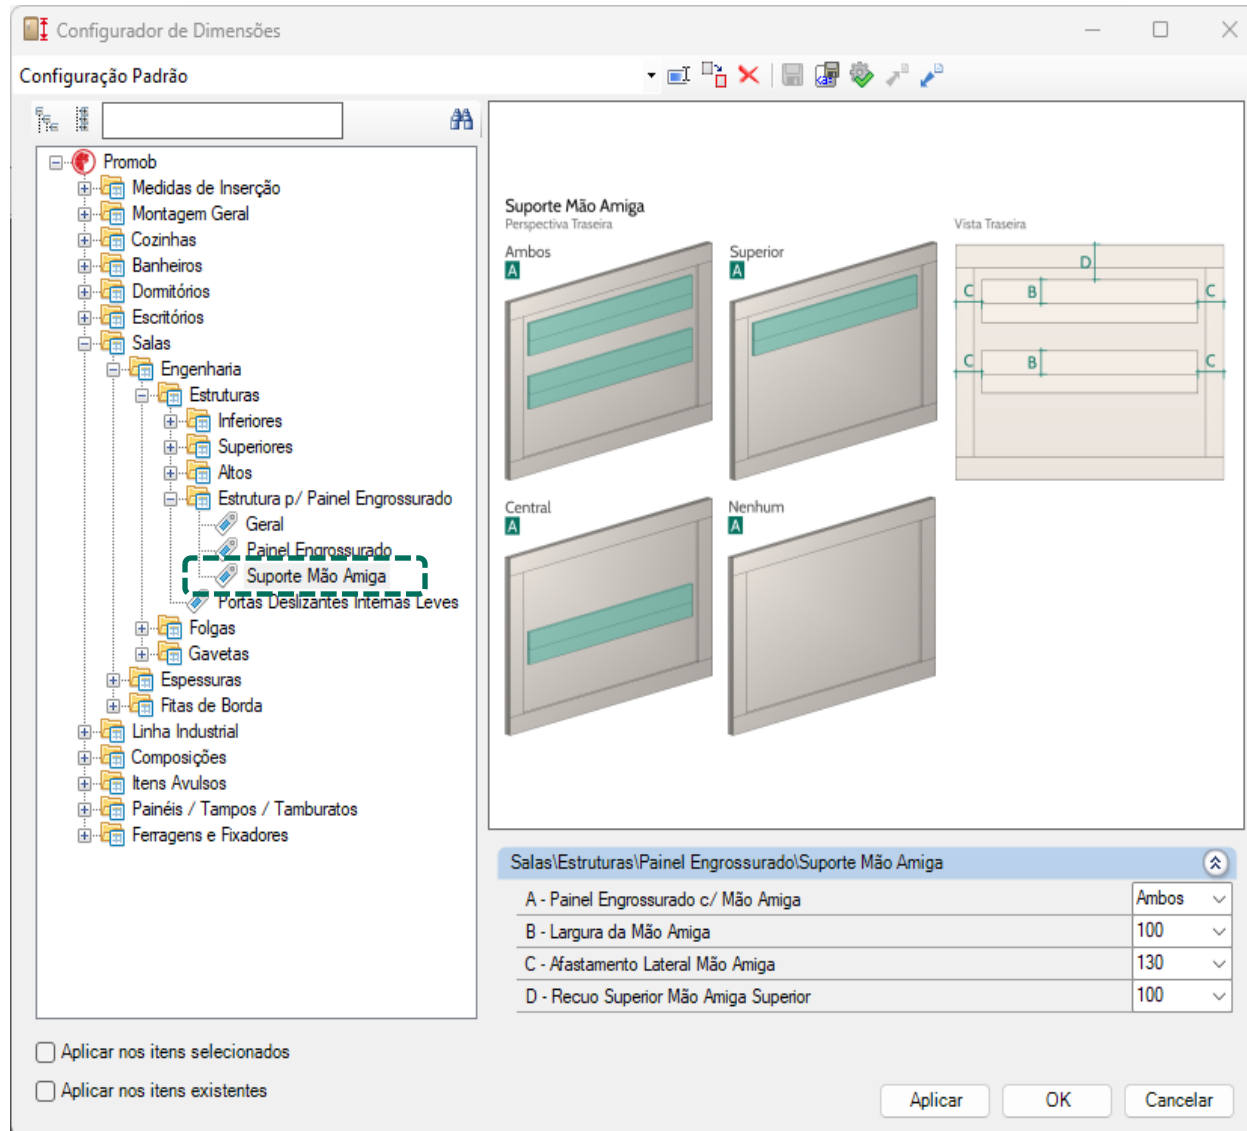 Configurador de Dimensões
Configuração Padrão
Promob
Medidas de Inserção
Montagem Geral
Cozinhas
Banheiros
Dormitórios
Escritórios
Salas
Engenharia
Estruturas
Inferiores
Superiores
Altos
Estrutura p/ Painel Engrossurado
Geral
Painel Engrossurado
Suporte Mão Amiga
Portas Deslizantes Internas Leves
Folgas
Gavetas
Espessuras
Fitas de Borda
Linha Industrial
Composições
Itens Avulsos
Painéis / Tampos / Tamburatos
Ferragens e Fixadores
Suporte Mão Amiga
Perspectiva Traseira
Vista Traseira
Ambos
A
Superior
A
D
C
B
C
C
B
C
Central
A
Nenhum
A
Salas\Estruturas\Painel Engrossurado\Suporte Mão Amiga
A - Painel Engrossurado c/ Mão Amiga Ambos
B - Largura da Mão Amiga 100
C - Afastamento Lateral Mão Amiga 130
D - Recuo Superior Mão Amiga Superior 100
Aplicar nos itens selecionados
Aplicar nos itens existentes
Aplicar OK Cancelar